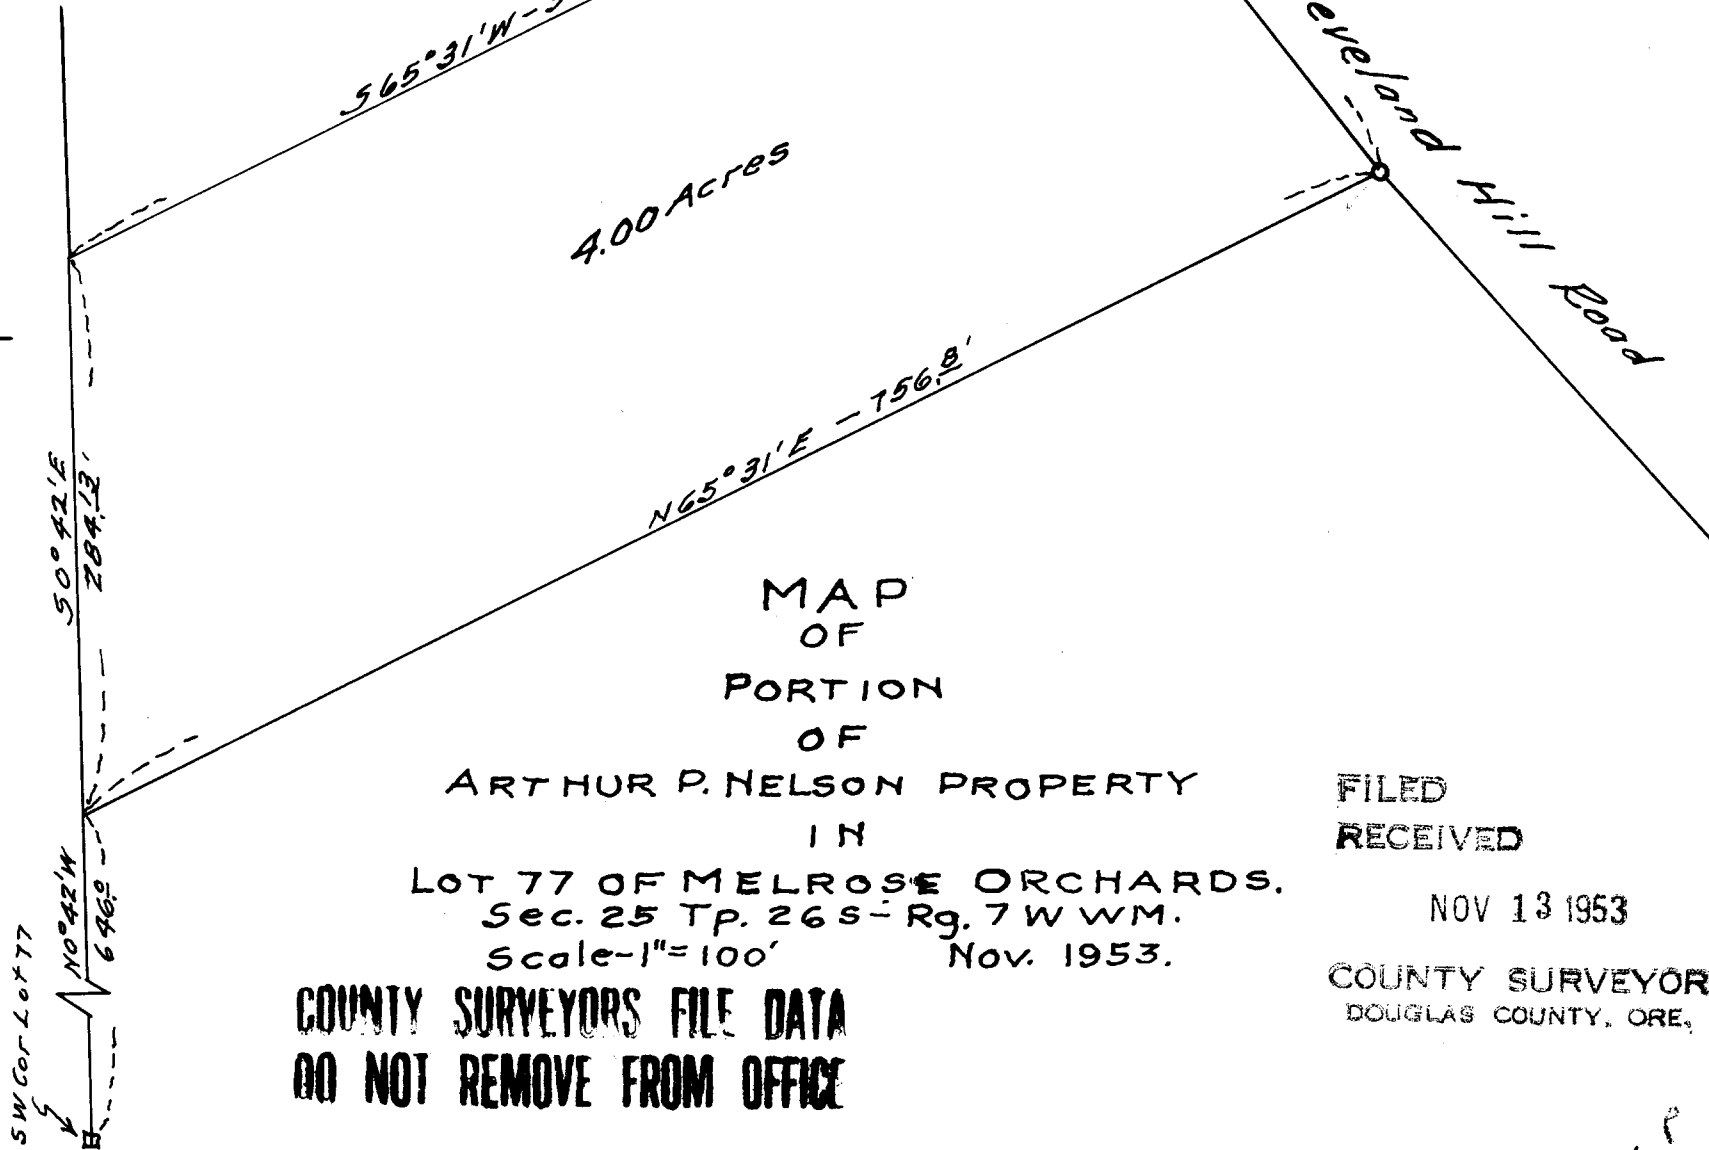 S65°31'W -
eveland Hill Road
4.00 Acres
N65°31'E - 756.8'
S0°42'E
284.13'
N0°42'W
646.0
SW Cor Lot 77
MAP
OF
PORTION
OF
ARTHUR P. NELSON PROPERTY
IN
LOT 77 OF MELROSE ORCHARDS.
Sec. 25 Tp. 26 S - Rg. 7 W WM.
Scale-1"=100' Nov. 1953.
FILED
RECEIVED
NOV 13 1953
COUNTY SURVEYOR
DOUGLAS COUNTY, ORE.
COUNTY SURVEYORS FILE DATA
DO NOT REMOVE FROM OFFICE